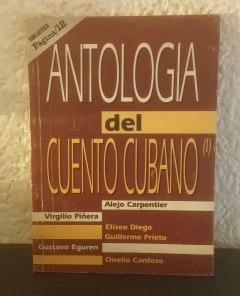 BIBLIOTECA
Página/12
ANTOLOGIA
del
CUENTO CUBANO (I)
Alejo Carpentier
Virgilio Piñera
Eliseo Diego
Guillermo Prieto
Gustavo Eguren
Onelio Cardoso